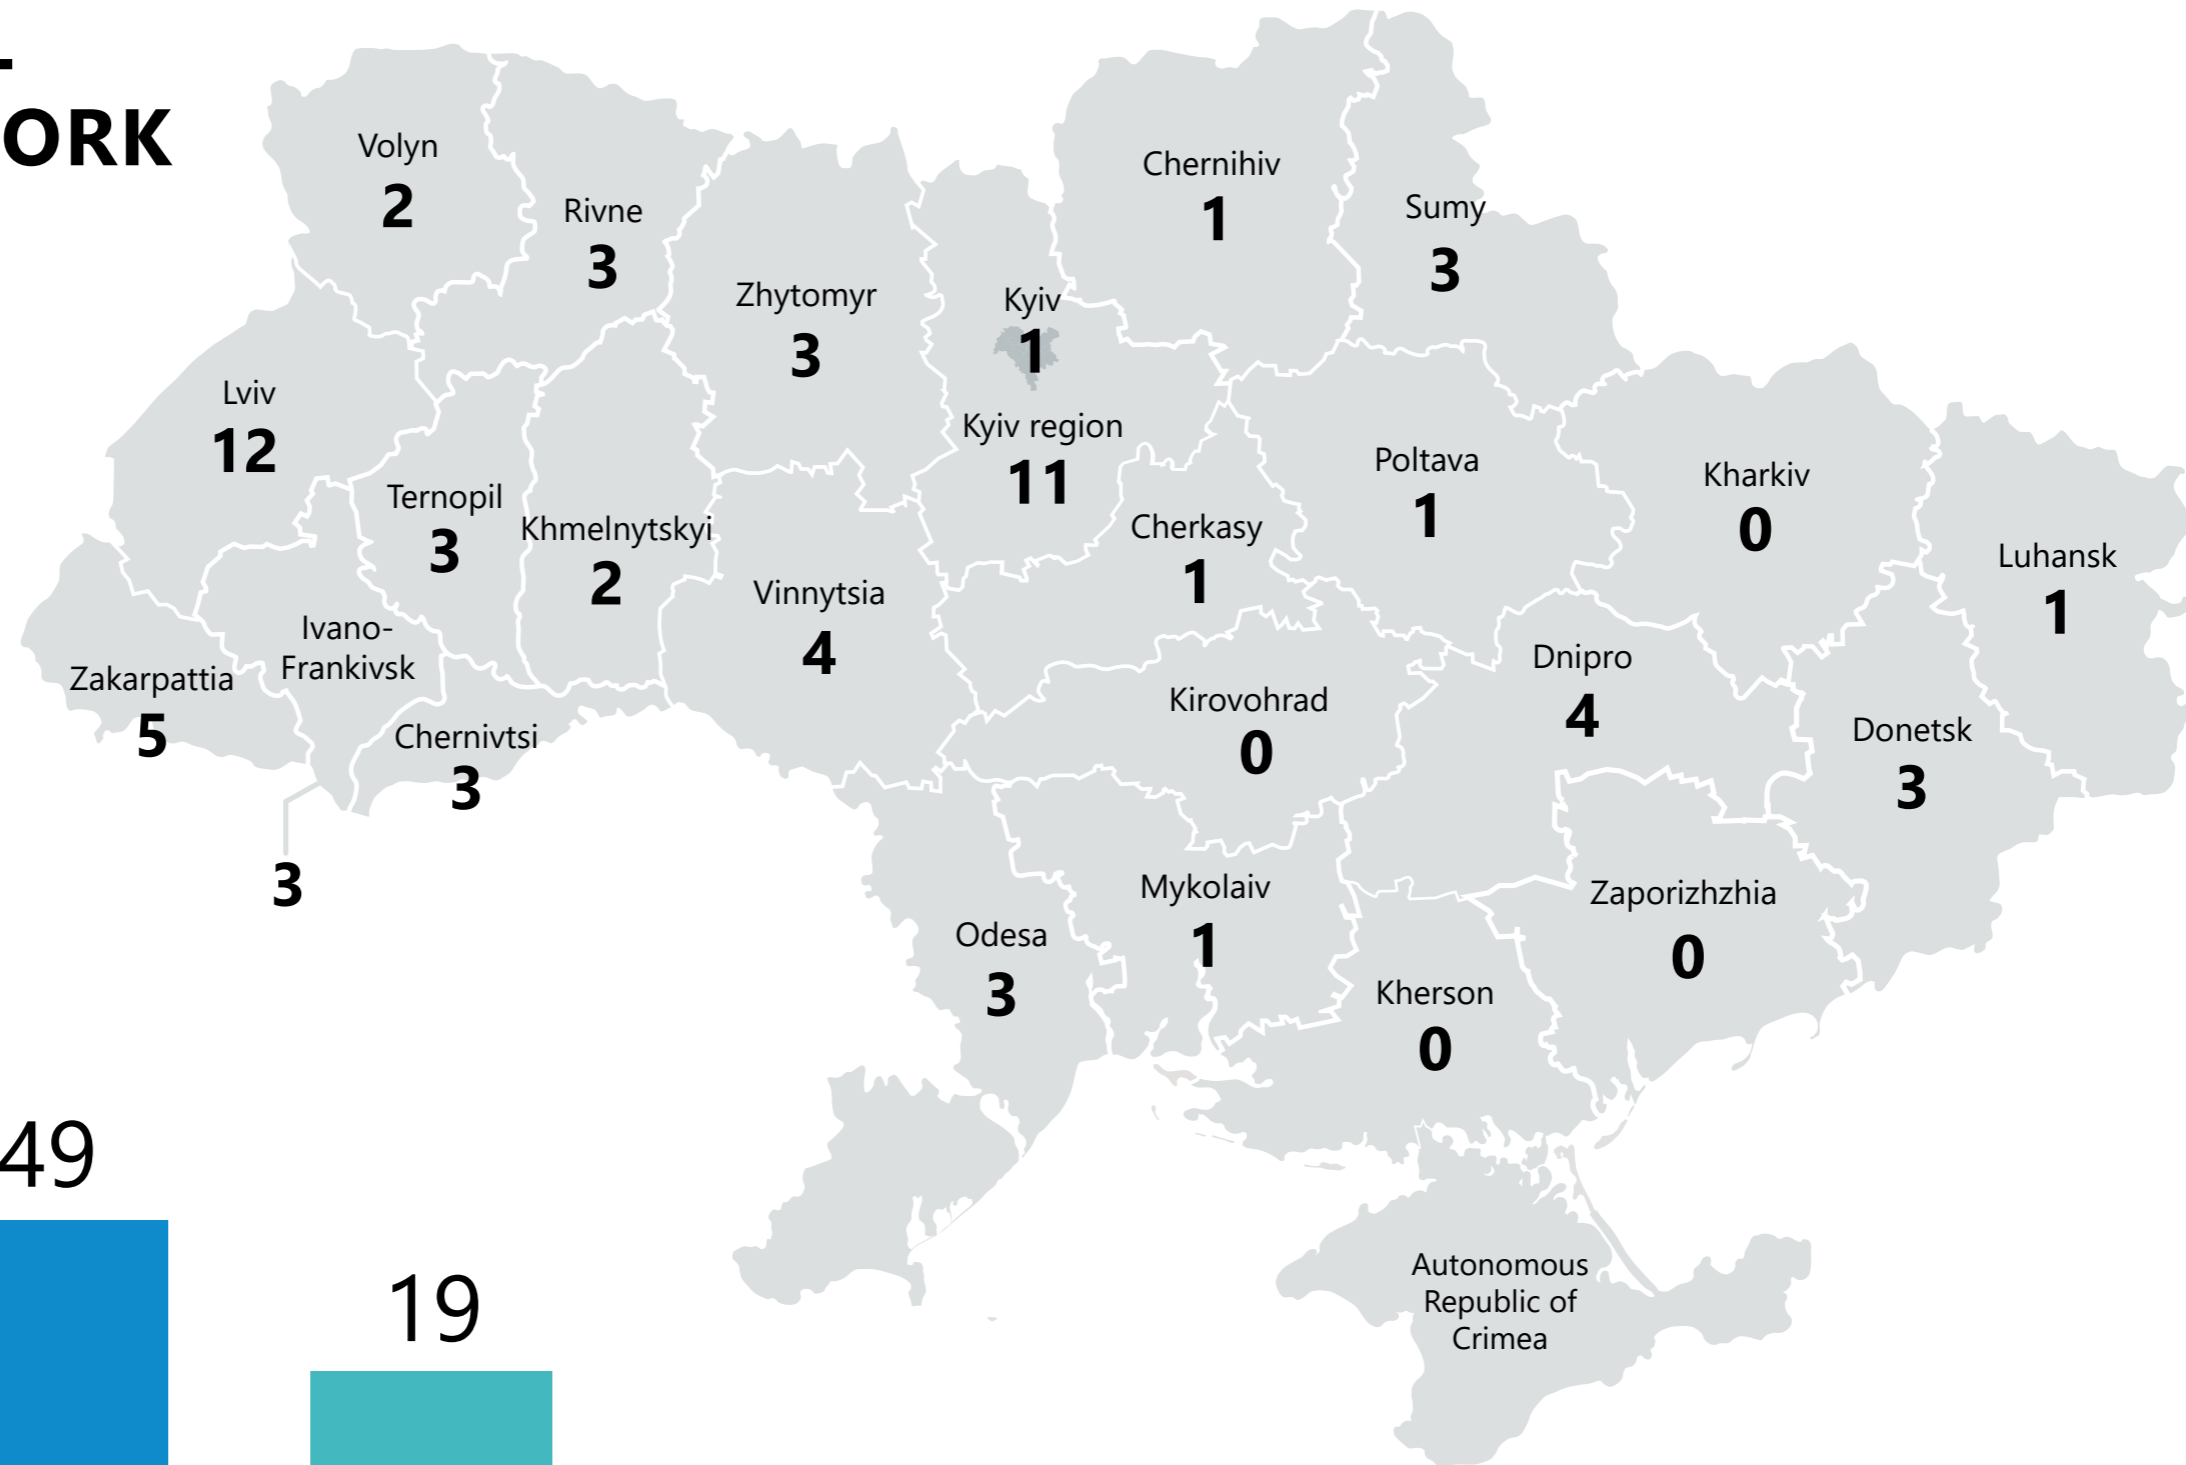 ORK
Volyn
2
Rivne
3
Zhytomyr
3
Kyiv
1
Kyiv region
11
Chernihiv
1
Sumy
3
Lviv
12
Ternopil
3
Khmelnytskyi
2
Vinnytsia
4
Cherkasy
1
Poltava
1
Kharkiv
0
Luhansk
1
Zakarpattia
5
Ivano-
Frankivsk
3
Chernivtsi
3
Kirovohrad
0
Dnipro
4
Donetsk
3
Odesa
3
Mykolaiv
1
Kherson
0
Zaporizhzhia
0
Autonomous
Republic of
Crimea
49
19